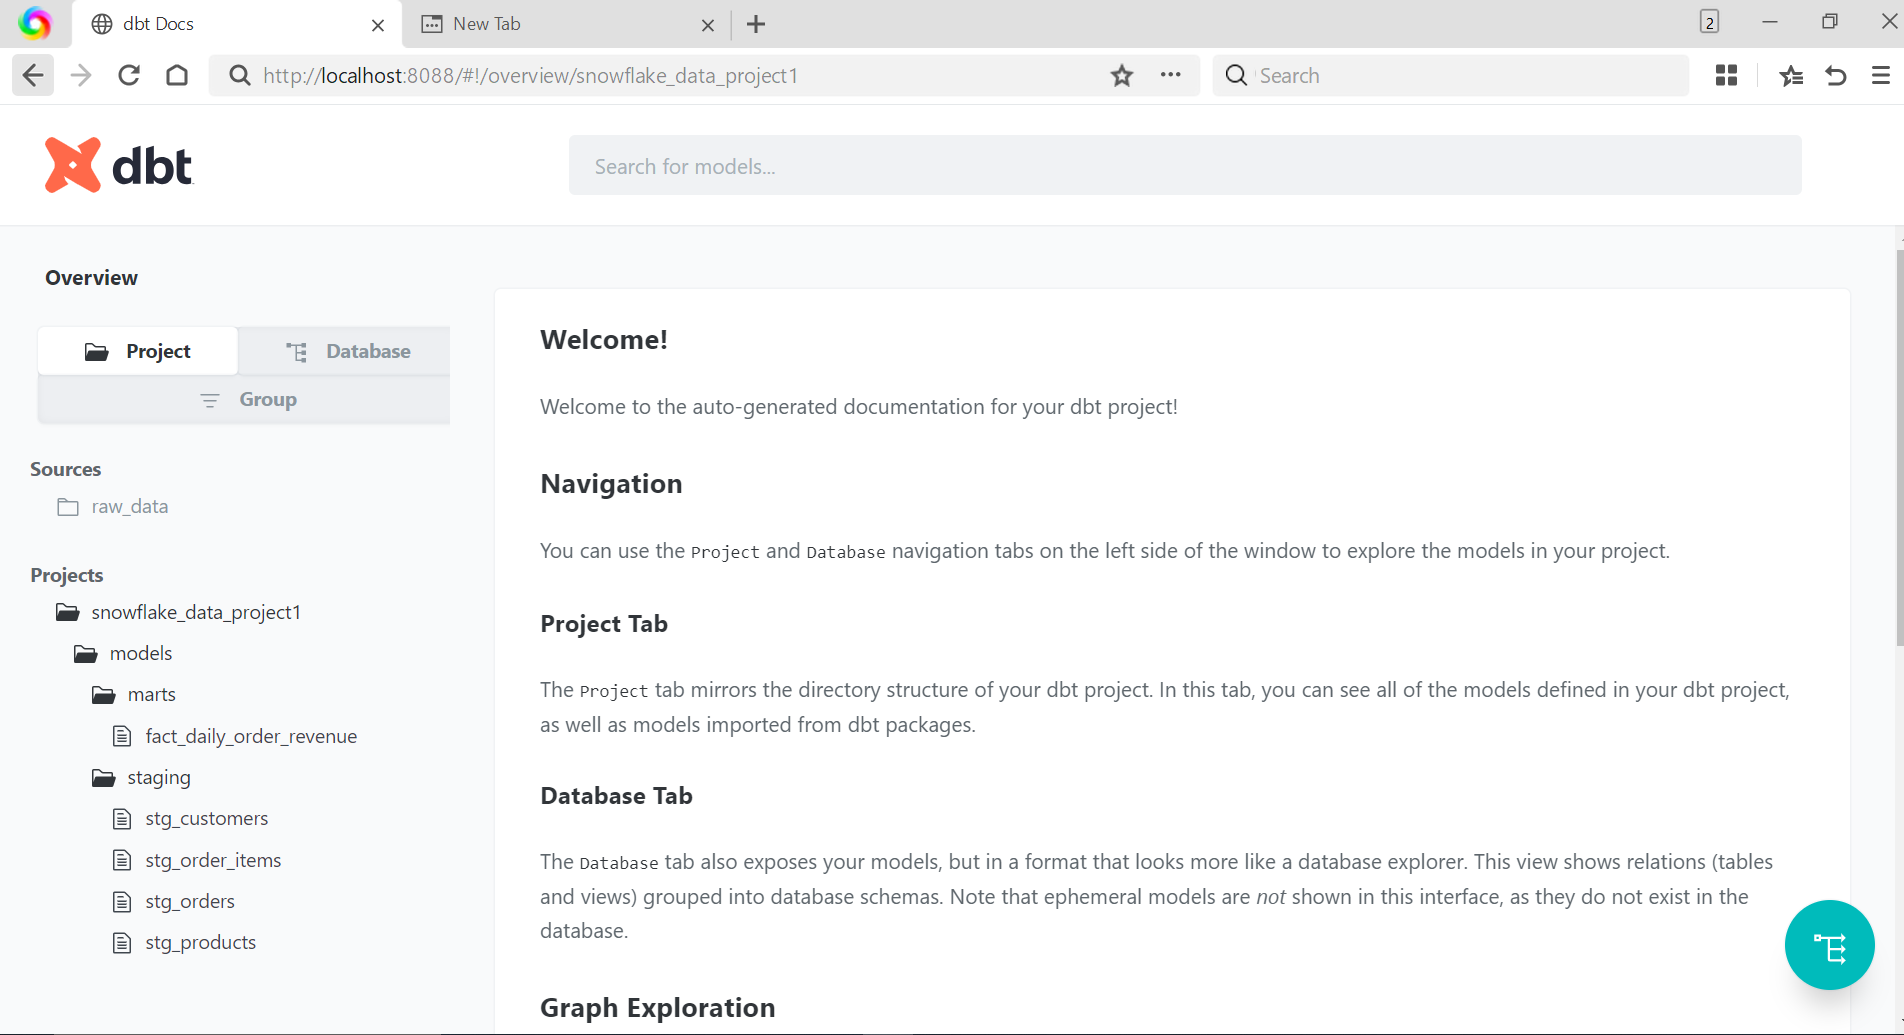 dbt Docs
New Tab
2
http://localhost:8088/#!/overview/snowflake_data_project1
Search
dbt
Search for models...
Overview
Project
Database
Group
Sources
raw_data
Projects
snowflake_data_project1
models
marts
fact_daily_order_revenue
staging
stg_customers
stg_order_items
stg_orders
stg_products
Welcome!
Welcome to the auto-generated documentation for your dbt project!
Navigation
You can use the Project and Database navigation tabs on the left side of the window to explore the models in your project.
Project Tab
The Project tab mirrors the directory structure of your dbt project. In this tab, you can see all of the models defined in your dbt project,
as well as models imported from dbt packages.
Database Tab
The Database tab also exposes your models, but in a format that looks more like a database explorer. This view shows relations (tables
and views) grouped into database schemas. Note that ephemeral models are not shown in this interface, as they do not exist in the
database.
Graph Exploration